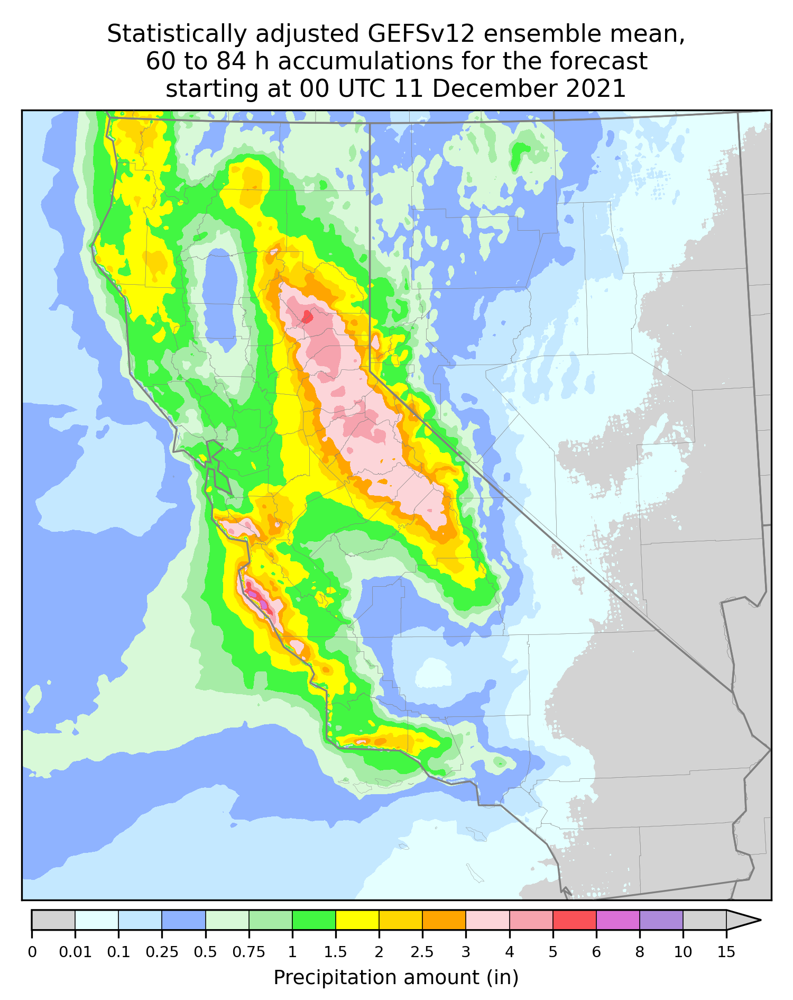 Statistically adjusted GEFSv12 ensemble mean,
60 to 84 h accumulations for the forecast
starting at 00 UTC 11 December 2021
0 0.01 0.1 0.25 0.5 0.75 1 1.5 2 2.5 3 4 5 6 8 10 15
Precipitation amount (in)